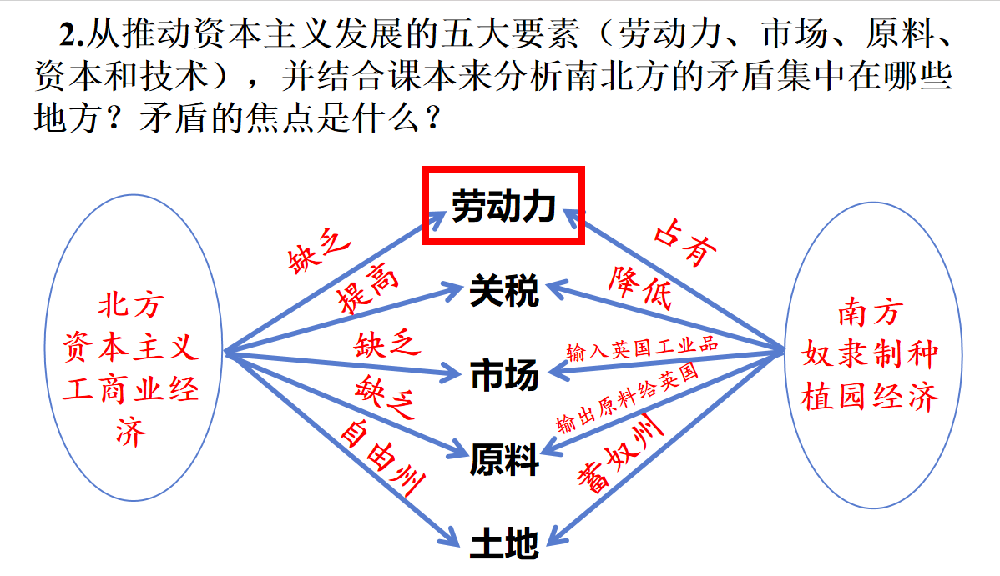 2.从推动资本主义发展的五大要素（劳动力、市场、原料、
资本和技术），并结合课本来分析南北方的矛盾集中在哪些
地方？矛盾的焦点是什么？
劳动力
缺乏
占有
提高
关税
降低
北方
资本主义
工商业经
济
缺乏
市场
输入英国工业品
南方
奴隶制种
植园经济
缺乏
原料
输出原料给英国
自由州
土地
蓄奴州